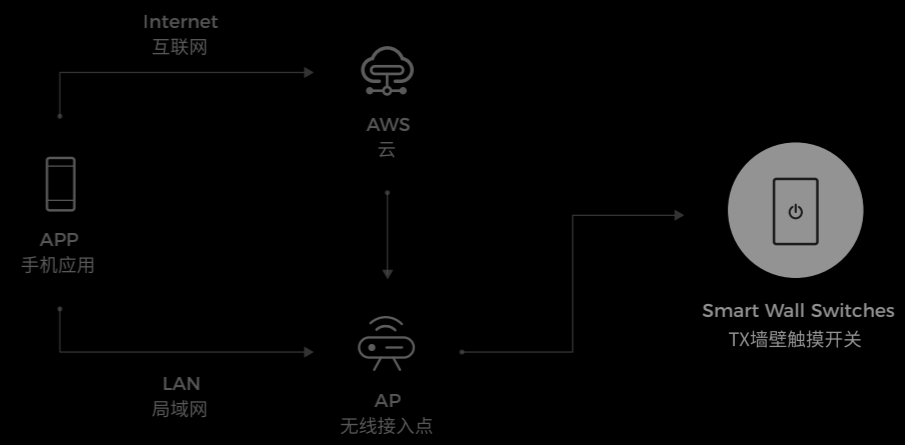 Internet
互联网
AWS
云
APP
手机应用
Smart Wall Switches
TX墙壁触摸开关
LAN
局域网
AP
无线接入点